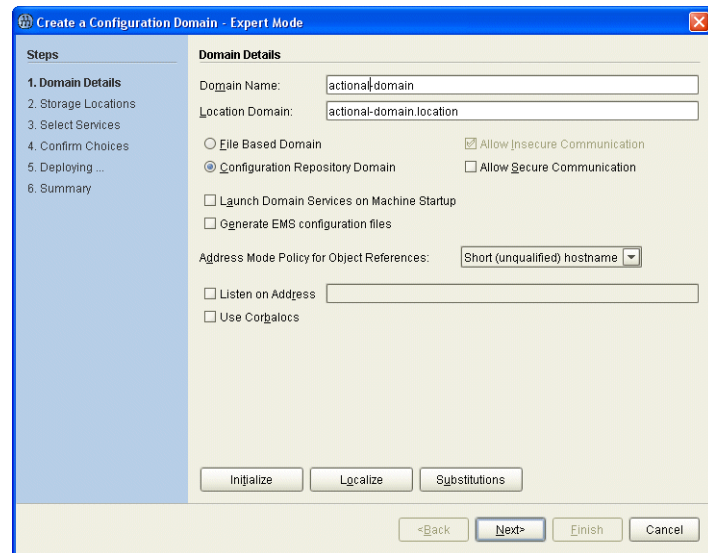 Create a Configuration Domain - Expert Mode
Steps
1. Domain Details
2. Storage Locations
3. Select Services
4. Confirm Choices
5. Deploying ...
6. Summary
Domain Details
Domain Name: actional-domain
Location Domain: actional-domain.location
File Based Domain Allow Insecure Communication
Configuration Repository Domain Allow Secure Communication
Launch Domain Services on Machine Startup
Generate EMS configuration files
Address Mode Policy for Object References: Short (unqualified) hostname
Listen on Address
Use Corbalocs
Initialize Localize Substitutions
<Back Next> Finish Cancel